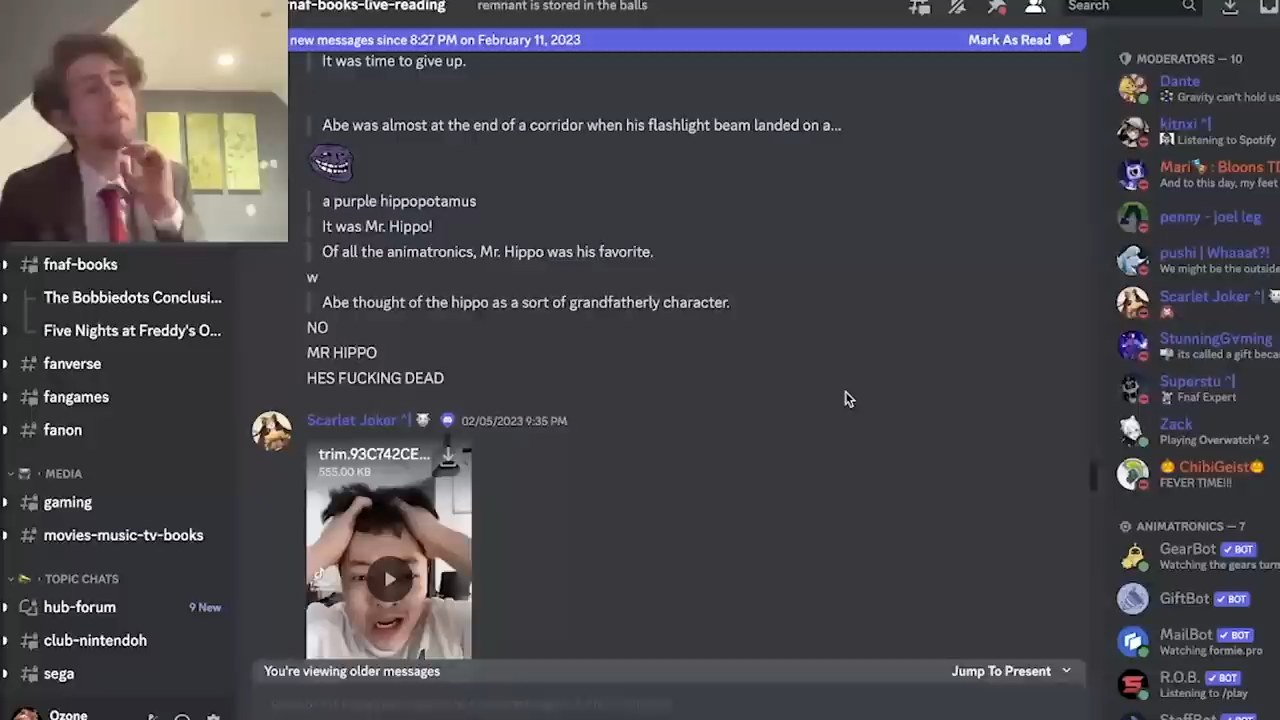 fnaf-books-live-reading
remnant is stored in the balls
Search
new messages since 8:27 PM on February 11, 2023
Mark As Read
It was time to give up.
Abe was almost at the end of a corridor when his flashlight beam landed on a...
a purple hippopotamus
It was Mr. Hippo!
Of all the animatronics, Mr. Hippo was his favorite.
w
Abe thought of the hippo as a sort of grandfatherly character.
NO
MR HIPPO
HES FUCKING DEAD
Scarlet Joker ^|
02/05/2023 9:35 PM
trim.93C742CE...
555.00 KB
You're viewing older messages
Jump To Present
fnaf-books
The Bobbiedots Conclusi...
Five Nights at Freddy's O...
fanverse
fangames
fanon
MEDIA
gaming
movies-music-tv-books
TOPIC CHATS
hub-forum
9 New
club-nintendoh
sega
Ozone
MODERATORS — 10
Dante
Gravity can't hold us
kitnxi ^|
Listening to Spotify
Mari : Bloons TD
And to this day, my feet
penny - joel leg
pushi | Whaaat?!
We might be the outside
Scarlet Joker ^|
StunningGvming
its called a gift beca
Superstu ^|
Fnaf Expert
Zack
Playing Overwatch® 2
ChibiGeist
FEVER TIME!!!
ANIMATRONICS — 7
GearBot BOT
Watching the gears turn
GiftBot BOT
MailBot BOT
Watching formie.pro
R.O.B. BOT
Listening to /play
StaffBot BOT